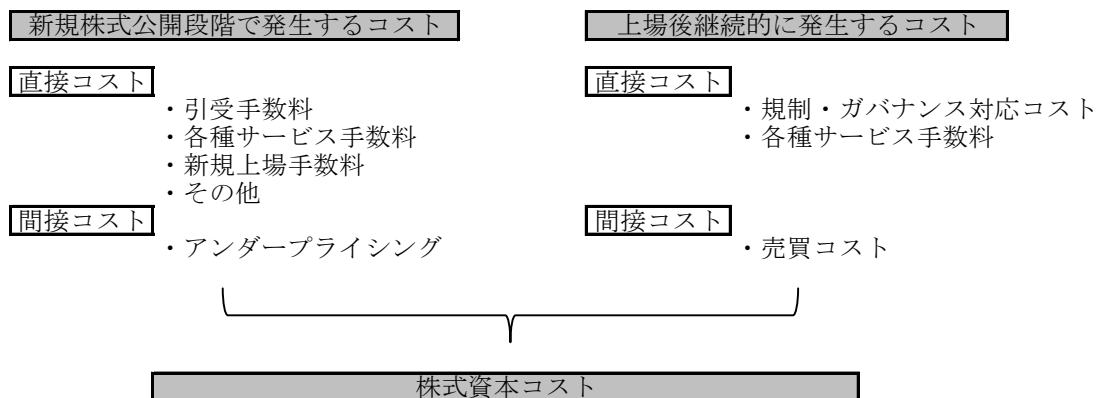 新規株式公開段階で発生するコスト
直接コスト
・引受手数料
・各種サービス手数料
・新規上場手数料
・その他
間接コスト
・アンダープライシング
上場後継続的に発生するコスト
直接コスト
・規制・ガバナンス対応コスト
・各種サービス手数料
間接コスト
・売買コスト
株式資本コスト